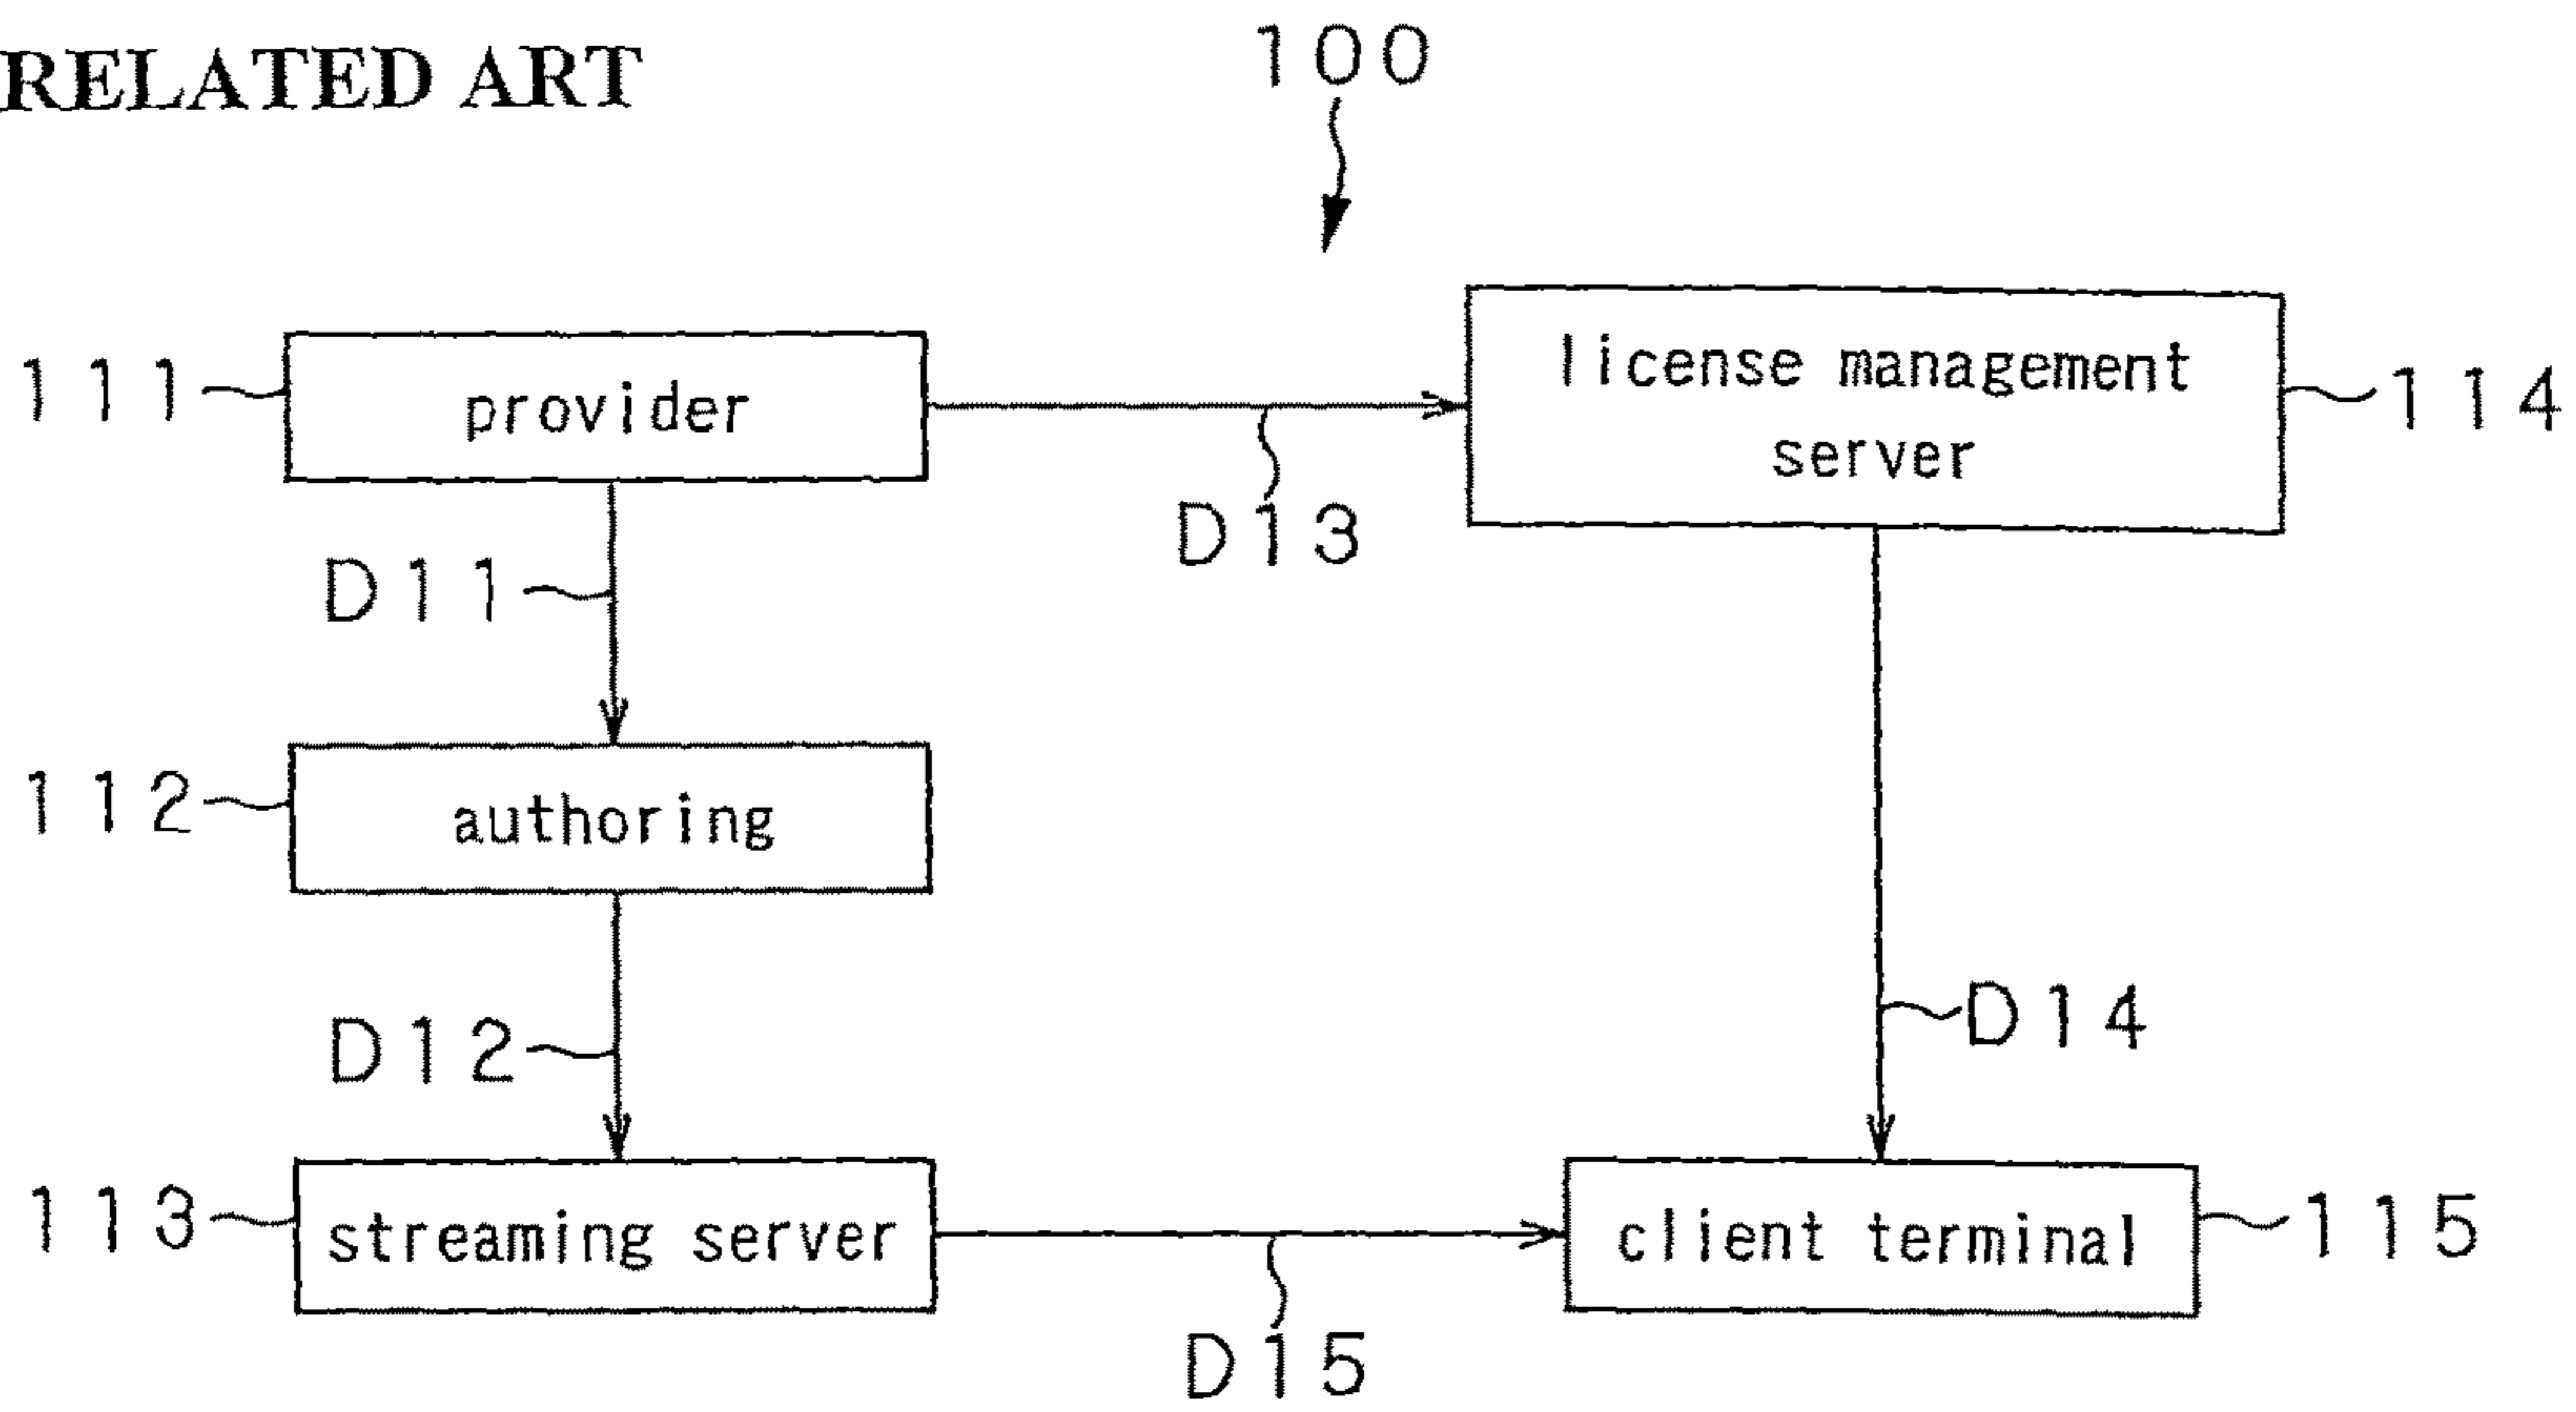 RELATED ART
100
111
provider
license management
server
114
D13
D11
112
authoring
D12
D14
113
streaming server
client terminal
115
D15